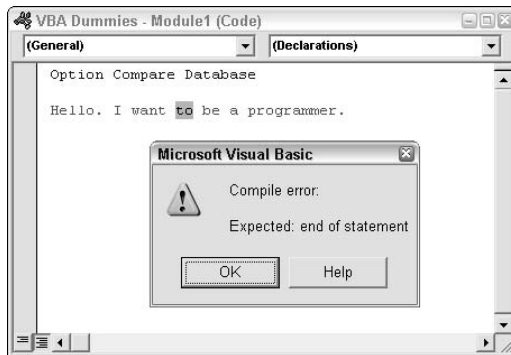 VBA Dummies - Module1 (Code)
(General) (Declarations)
Option Compare Database
Hello. I want to be a programmer.
Microsoft Visual Basic
Compile error:
Expected: end of statement
OK Help